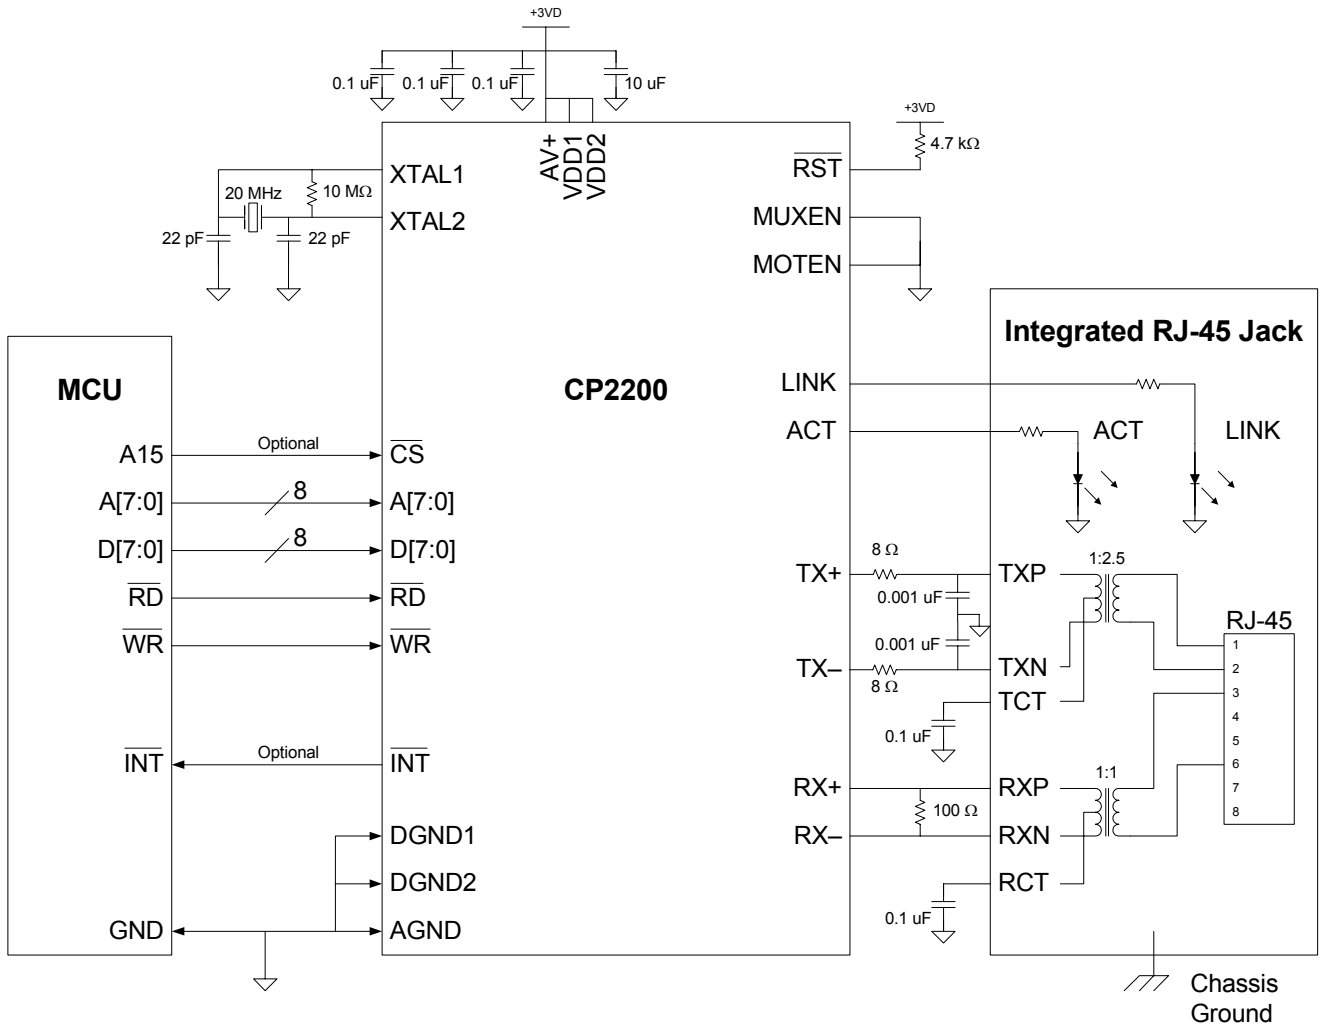 +3VD
0.1 uF 0.1 uF 0.1 uF 10 uF
+3VD
4.7 kΩ
AV+
VDD1
VDD2
XTAL1
XTAL2
20 MHz
10 MΩ
22 pF 22 pF
RST
MUXEN
MOTEN
Integrated RJ-45 Jack
MCU
CP2200
LINK
ACT
ACT LINK
A15 Optional CS
A[7:0] 8 A[7:0]
D[7:0] 8 D[7:0]
RD RD
WR WR
INT Optional INT
DGND1
DGND2
GND AGND
TX+ 8 Ω TXP 1:2.5
0.001 uF
0.001 uF
TX– 8 Ω TXN
TCT
0.1 uF
RJ-45
1
2
3
4
5
6
7
8
RX+ RXP 1:1
100 Ω
RX– RXN
RCT
0.1 uF
Chassis
Ground